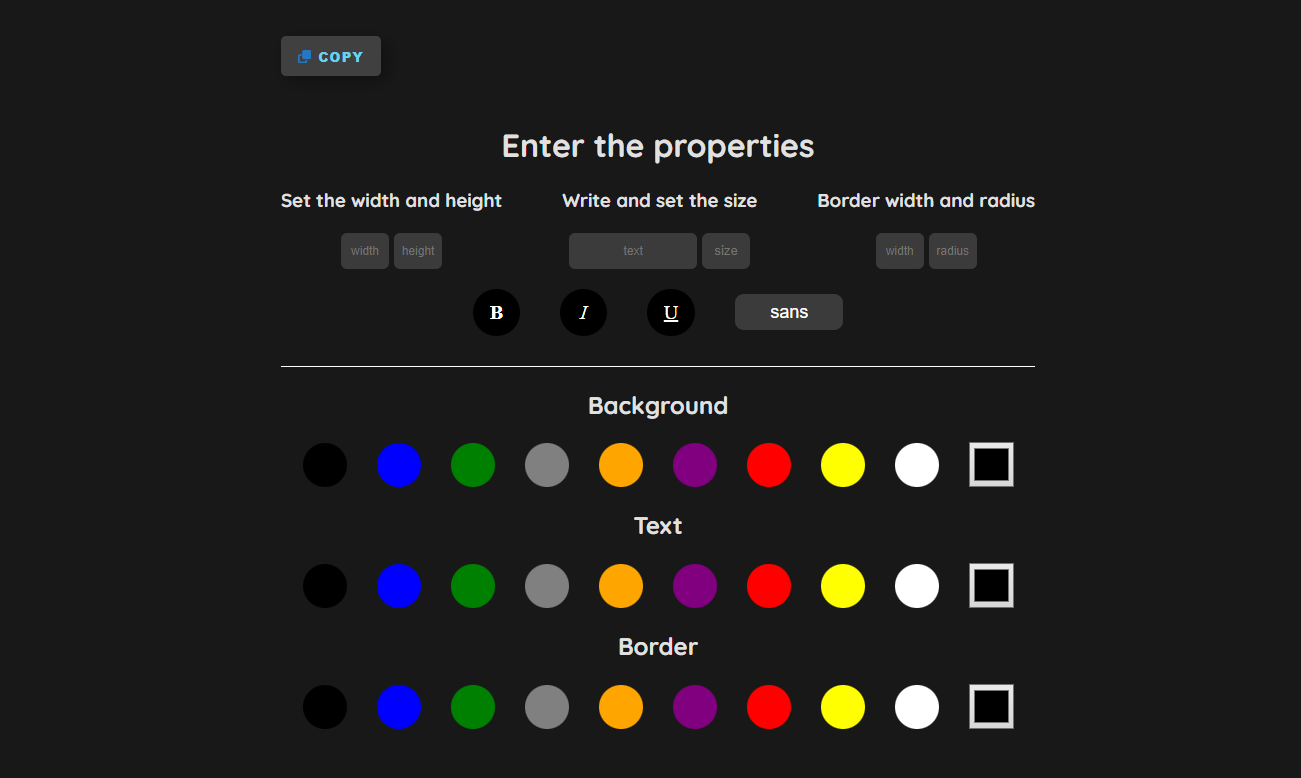 COPY
Enter the properties
Set the width and height Write and set the size Border width and radius
width height text size width radius
B I U sans
Background
Text
Border